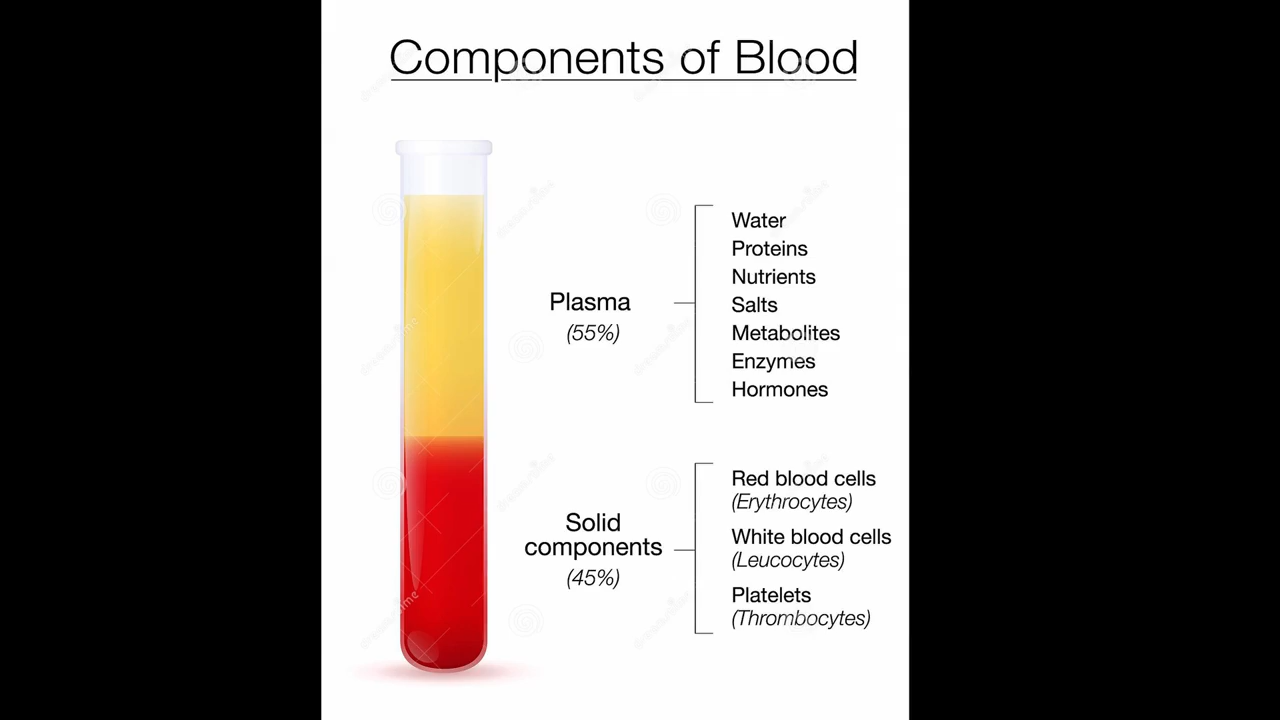 Components of Blood
Water
Proteins
Nutrients
Plasma
Salts
(55%)
Metabolites
Enzymes
Hormones
Red blood cells
(Erythrocytes)
Solid
components
(45%)
White blood cells
(Leucocytes)
Platelets
(Thrombocytes)
dreamstime